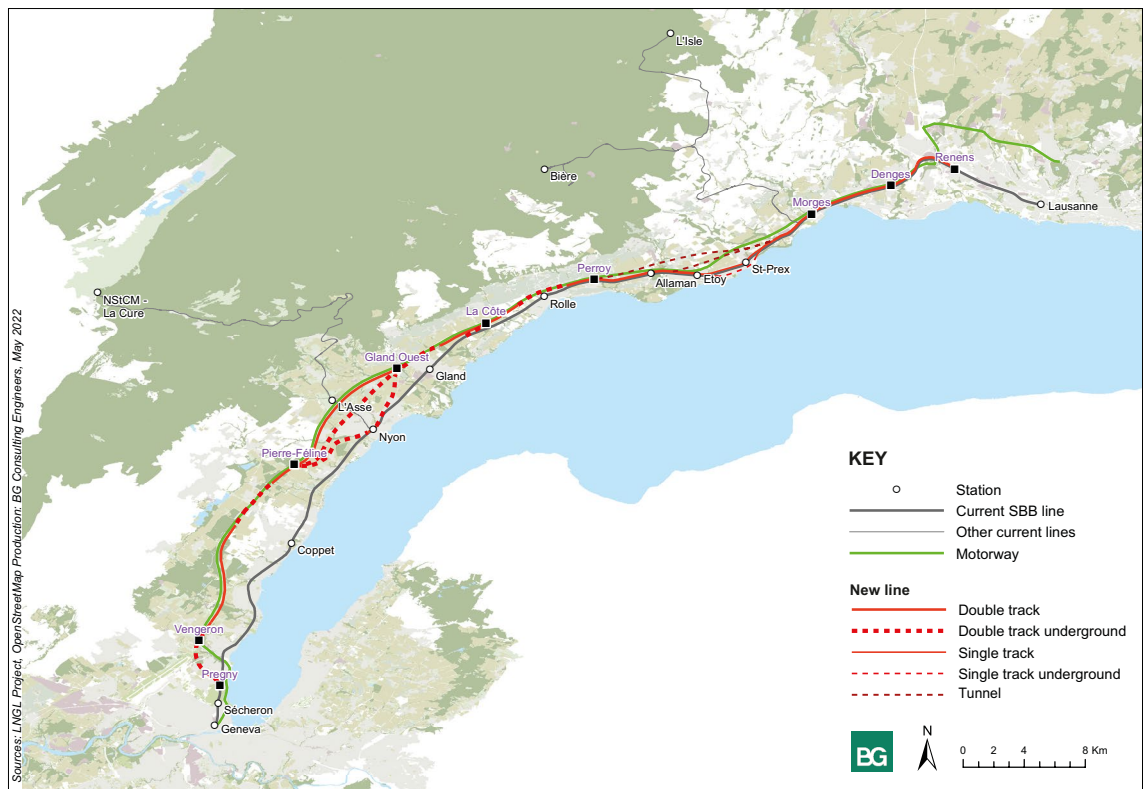 L'Isle
Bière
Renens
Denges
Lausanne
Morges
St-Prex
Perroy
Allaman
Etoy
NStCM -
La Cure
Rolle
La Côte
Gland Ouest
Gland
L'Asse
Nyon
Pierre-Féline
Coppet
Vengeron
Pregny
Sécheron
Geneva
Sources: LNGL Project, OpenStreetMap Production: BG Consulting Engineers, May 2022
KEY
Station
Current SBB line
Other current lines
Motorway
New line
Double track
Double track underground
Single track
Single track underground
Tunnel
BG
N
0 2 4 8 Km